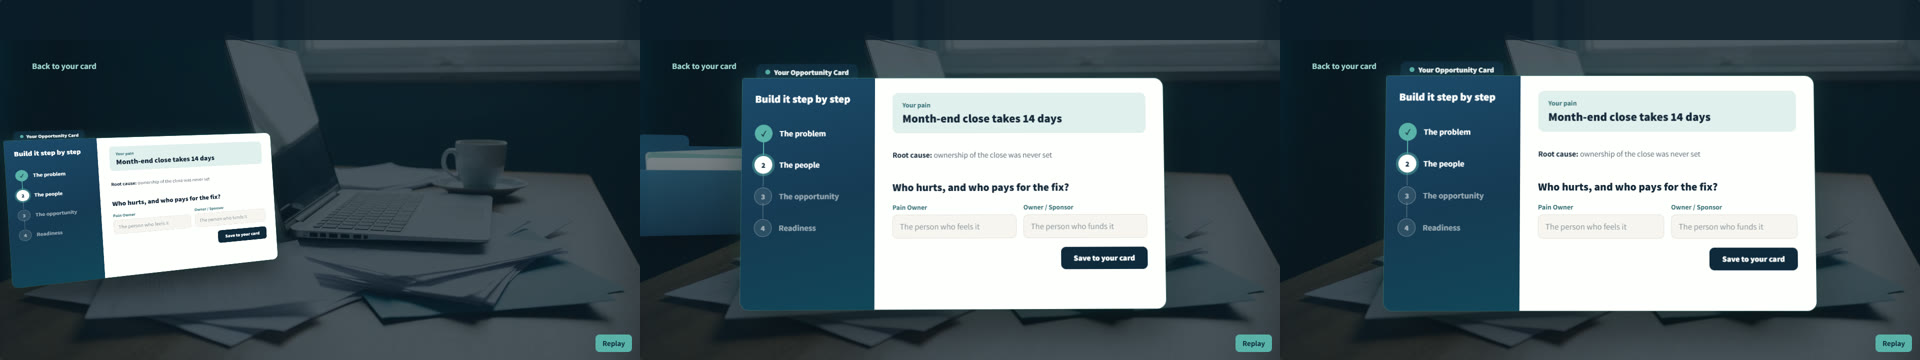 Back to your card
Your Opportunity Card
Build it step by step
✓ The problem
2 The people
3 The opportunity
4 Readiness
Your pain
Month-end close takes 14 days
Root cause: ownership of the close was never set
Who hurts, and who pays for the fix?
Pain Owner
The person who feels it
Owner / Sponsor
The person who funds it
Save to your card
Replay
Back to your card
Your Opportunity Card
Build it step by step
✓ The problem
2 The people
3 The opportunity
4 Readiness
Your pain
Month-end close takes 14 days
Root cause: ownership of the close was never set
Who hurts, and who pays for the fix?
Pain Owner
The person who feels it
Owner / Sponsor
The person who funds it
Save to your card
Replay
Back to your card
Your Opportunity Card
Build it step by step
✓ The problem
2 The people
3 The opportunity
4 Readiness
Your pain
Month-end close takes 14 days
Root cause: ownership of the close was never set
Who hurts, and who pays for the fix?
Pain Owner
The person who feels it
Owner / Sponsor
The person who funds it
Save to your card
Replay